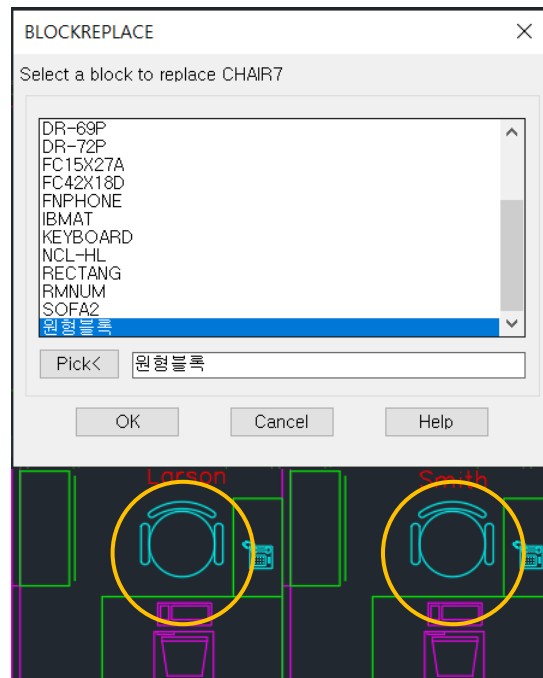 BLOCKREPLACE
Select a block to replace CHAIR7
DR-69P
DR-72P
FC15X27A
FC42X18D
FNPHONE
IBMAT
KEYBOARD
NCL-HL
RECTANG
RMNUM
SOFA2
원형블록
Pick< 원형블록
OK Cancel Help
Larson Smith